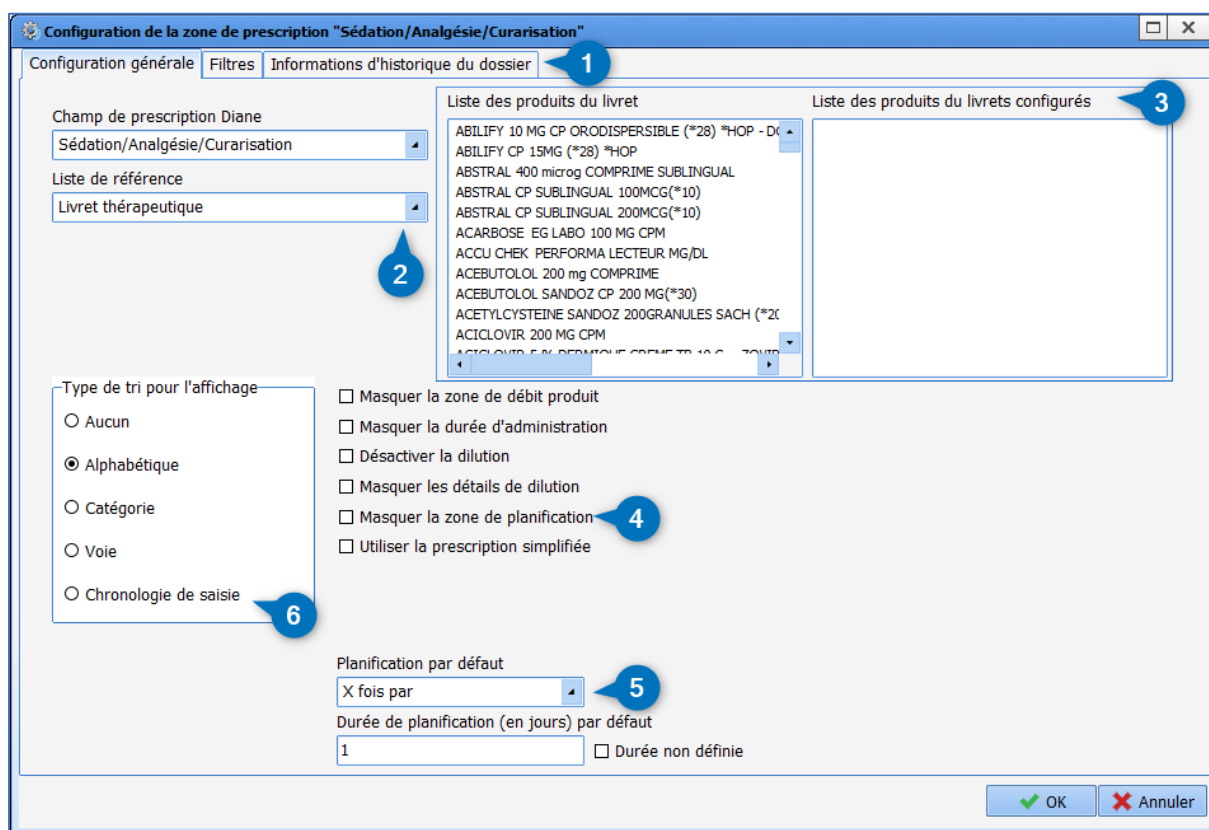 Configuration de la zone de prescription "Sédation/Analgésie/Curarisation"
Configuration générale Filtres Informations d'historique du dossier 1
Champ de prescription Diane
Sédation/Analgésie/Curarisation
Liste de référence
Livret thérapeutique
2
Liste des produits du livret
ABILIFY 10 MG CP ORODISPERSIBLE (*28) *HOP - DC
ABILIFY CP 15MG (*28) *HOP
ABSTRAL 400 microg COMPRIME SUBLINGUAL
ABSTRAL CP SUBLINGUAL 100MCG(*10)
ABSTRAL CP SUBLINGUAL 200MCG(*10)
ACARBOSE EG LABO 100 MG CPM
ACCU CHEK PERFORMA LECTEUR MG/DL
ACEBUTOLOL 200 mg COMPRIME
ACEBUTOLOL SANDOZ CP 200 MG(*30)
ACETYLCYSTEINE SANDOZ 200GRANULES SACH (*20
ACICLOVIR 200 MG CPM
ACICLOVIR 5 % DERMIQUE CREME TB 10 G
Liste des produits du livrets configurés 3
Type de tri pour l'affichage
Aucun
Alphabétique
Catégorie
Voie
Chronologie de saisie
6
Masquer la zone de débit produit
Masquer la durée d'administration
Désactiver la dilution
Masquer les détails de dilution
Masquer la zone de planification 4
Utiliser la prescription simplifiée
Planification par défaut
X fois par 5
Durée de planification (en jours) par défaut
1 Durée non définie
OK Annuler